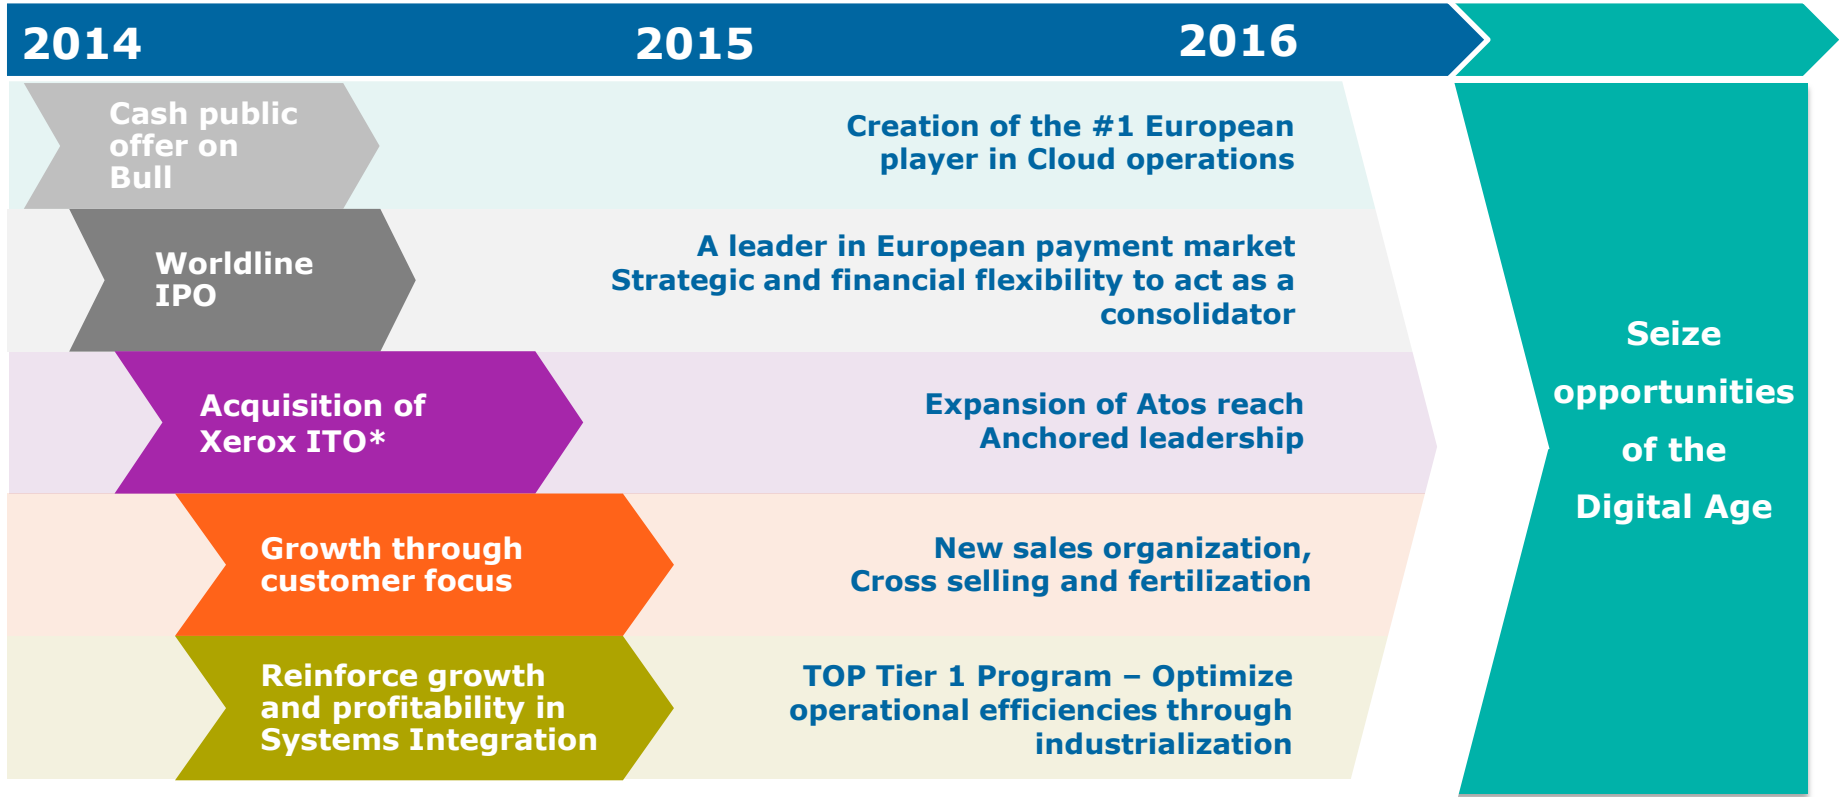 2014
2015
2016
Cash public
offer on
Bull
Creation of the #1 European
player in Cloud operations
Worldline
IPO
A leader in European payment market
Strategic and financial flexibility to act as a
consolidator
Acquisition of
Xerox ITO*
Expansion of Atos reach
Anchored leadership
Growth through
customer focus
New sales organization,
Cross selling and fertilization
Reinforce growth
and profitability in
Systems Integration
TOP Tier 1 Program – Optimize
operational efficiencies through
industrialization
Seize
opportunities
of the
Digital Age